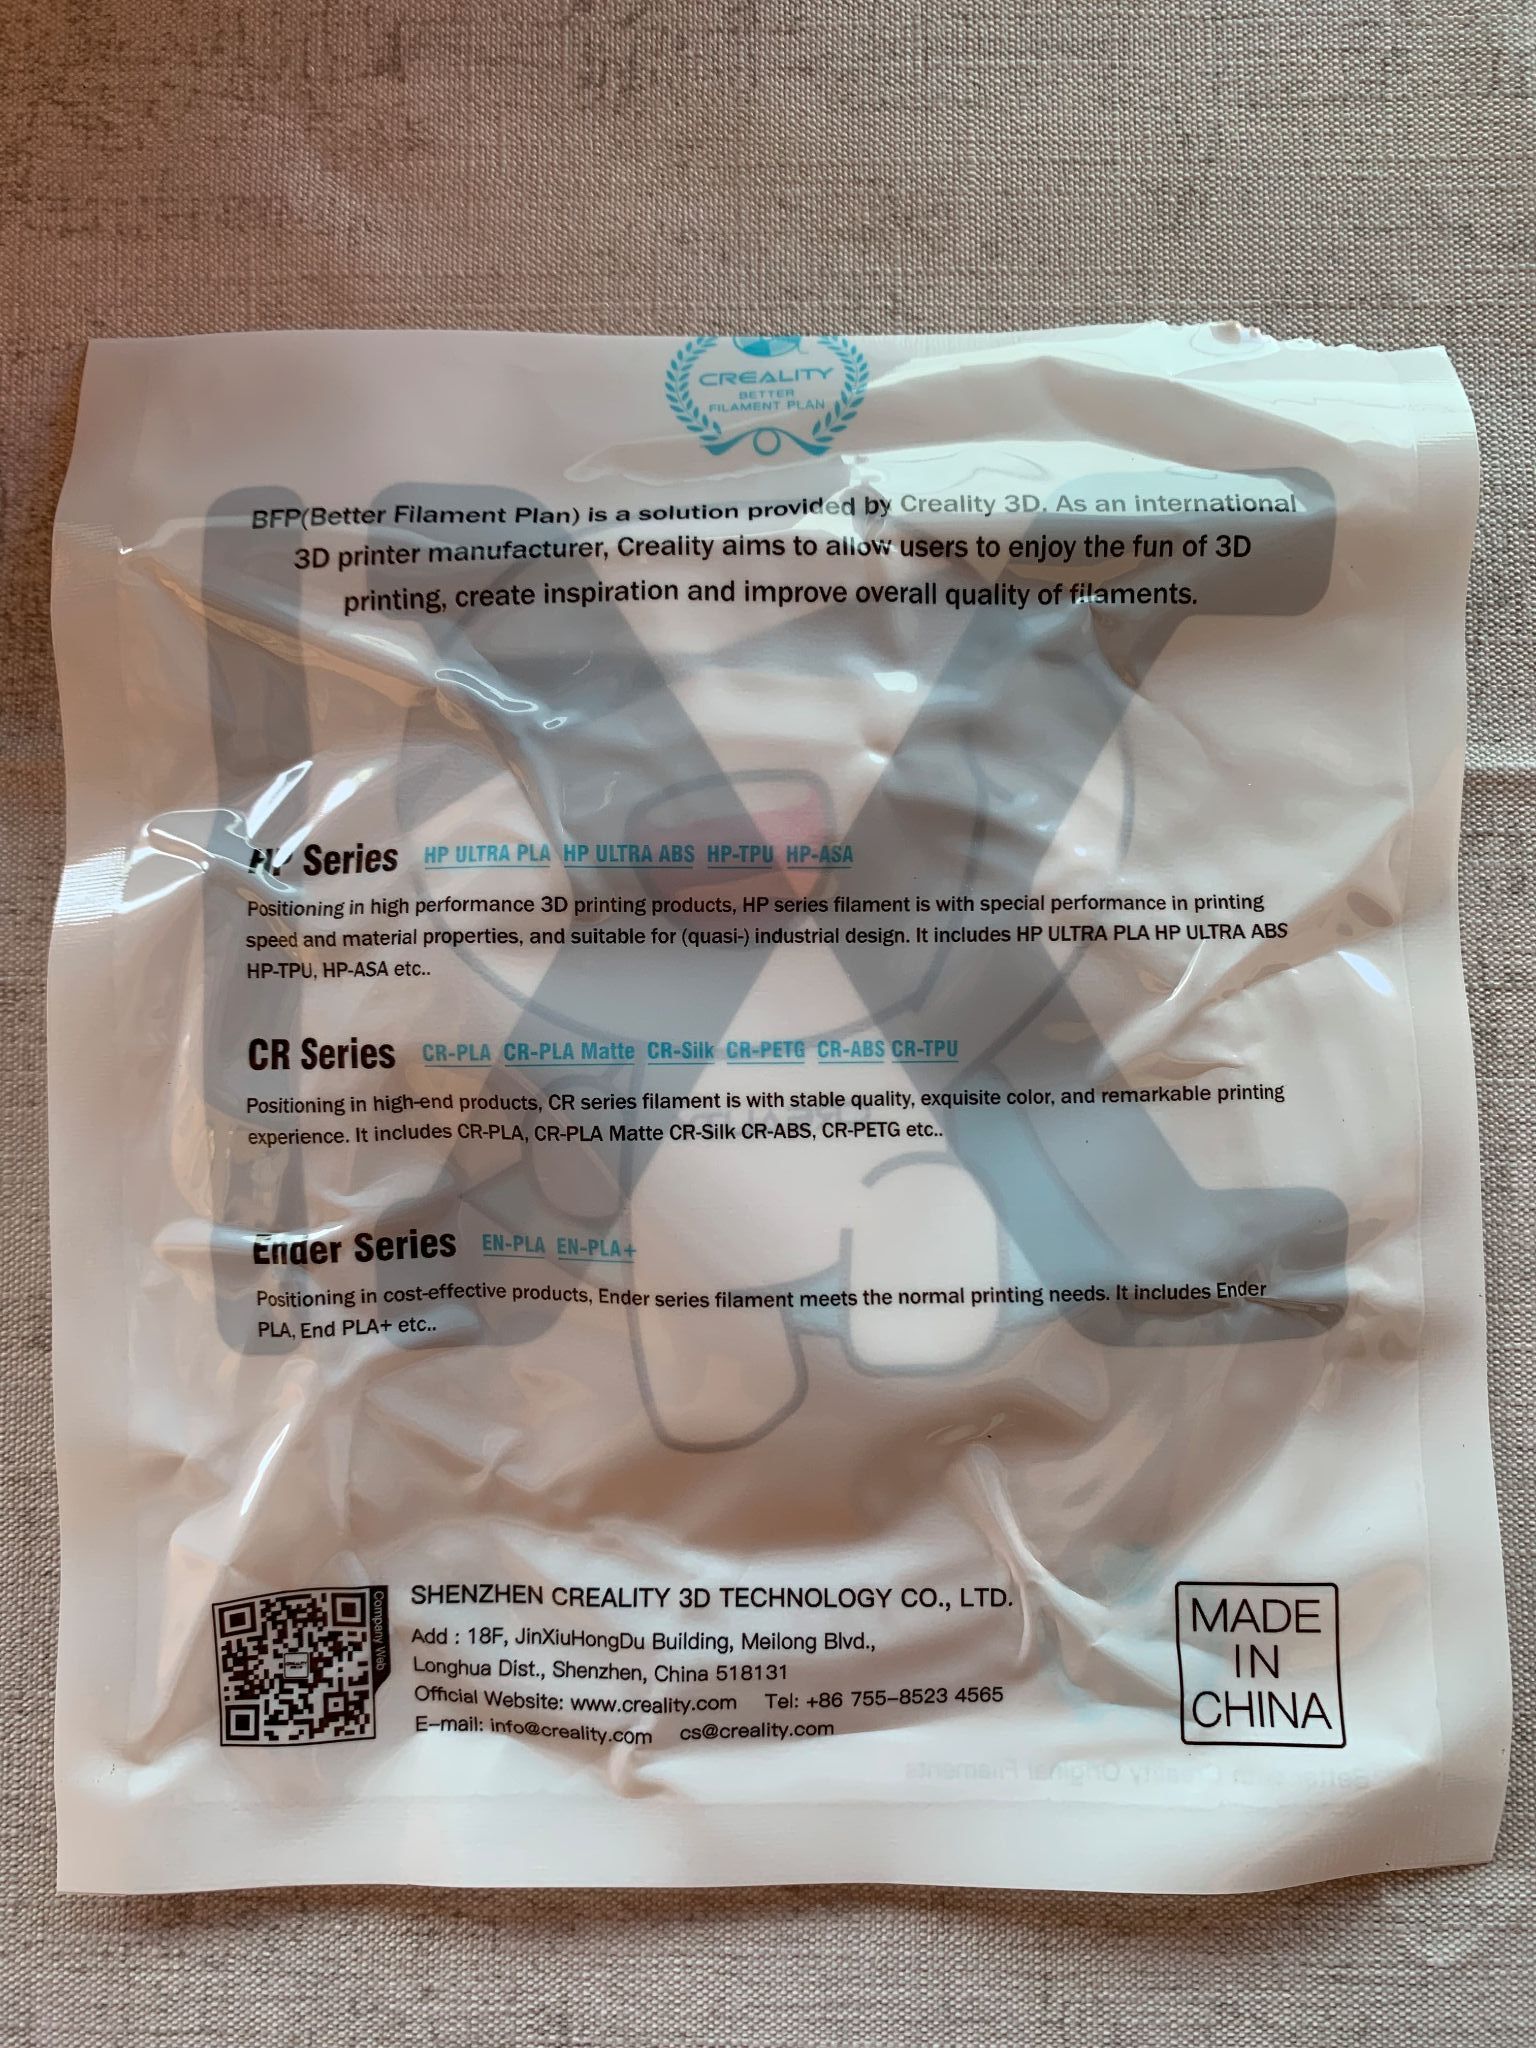 CREALITY
BETTER
FILAMENT PLAN
BFP(Better Filament Plan) is a solution provided by Creality 3D. As an international
3D printer manufacturer, Creality aims to allow users to enjoy the fun of 3D
printing, create inspiration and improve overall quality of filaments.
HP Series HP ULTRA PLA HP ULTRA ABS HP-TPU HP-ASA
Positioning in high performance 3D printing products, HP series filament is with special performance in printing
speed and material properties, and suitable for (quasi-) industrial design. It includes HP ULTRA PLA HP ULTRA ABS
HP-TPU, HP-ASA etc..
CR Series CR-PLA CR-PLA Matte CR-Silk CR-PETG CR-ABS CR-TPU
Positioning in high-end products, CR series filament is with stable quality, exquisite color, and remarkable printing
experience. It includes CR-PLA, CR-PLA Matte CR-Silk CR-ABS, CR-PETG etc..
Ender Series EN-PLA EN-PLA+
Positioning in cost-effective products, Ender series filament meets the normal printing needs. It includes Ender
PLA, End PLA+ etc..
Company Web
SHENZHEN CREALITY 3D TECHNOLOGY CO., LTD.
Add : 18F, JinXiuHongDu Building, Meilong Blvd.,
Longhua Dist., Shenzhen, China 518131
Official Website: www.creality.com Tel: +86 755-8523 4565
E-mail: info@creality.com cs@creality.com
MADE
IN
CHINA